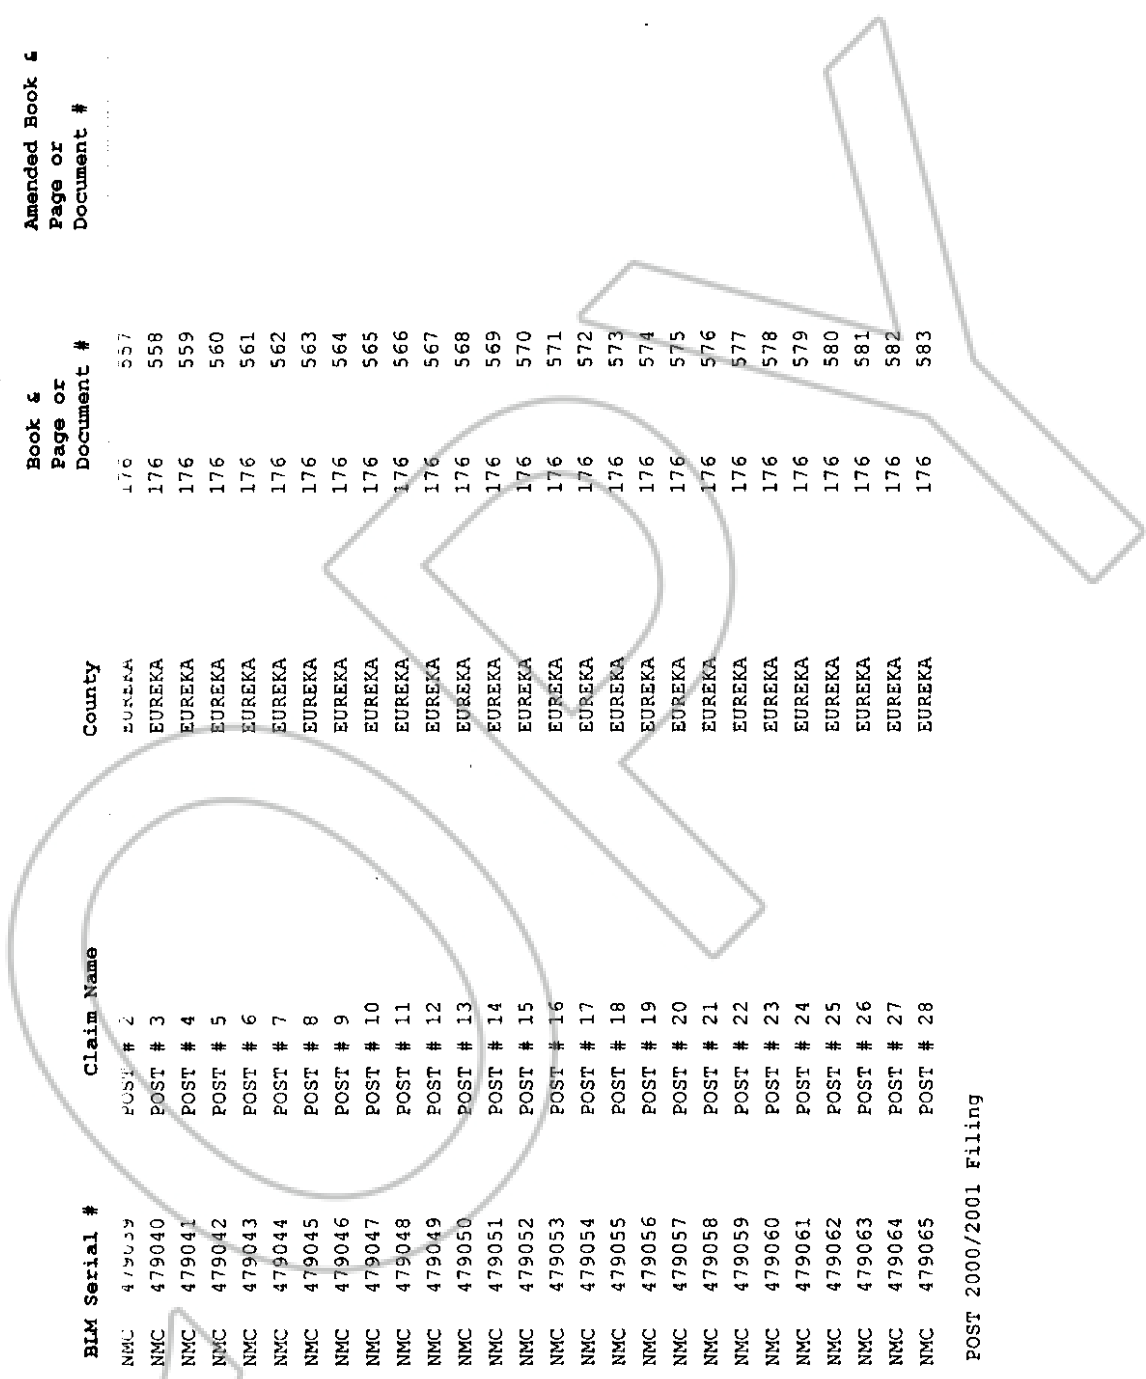 Book & Amended Book &
Page or Page or
BLM Serial # Claim Name County Document # Document #
NMC 479039 POST # 2 EUREKA 176 557
NMC 479040 POST # 3 EUREKA 176 558
NMC 479041 POST # 4 EUREKA 176 559
NMC 479042 POST # 5 EUREKA 176 560
NMC 479043 POST # 6 EUREKA 176 561
NMC 479044 POST # 7 EUREKA 176 562
NMC 479045 POST # 8 EUREKA 176 563
NMC 479046 POST # 9 EUREKA 176 564
NMC 479047 POST # 10 EUREKA 176 565
NMC 479048 POST # 11 EUREKA 176 566
NMC 479049 POST # 12 EUREKA 176 567
NMC 479050 POST # 13 EUREKA 176 568
NMC 479051 POST # 14 EUREKA 176 569
NMC 479052 POST # 15 EUREKA 176 570
NMC 479053 POST # 16 EUREKA 176 571
NMC 479054 POST # 17 EUREKA 176 572
NMC 479055 POST # 18 EUREKA 176 573
NMC 479056 POST # 19 EUREKA 176 574
NMC 479057 POST # 20 EUREKA 176 575
NMC 479058 POST # 21 EUREKA 176 576
NMC 479059 POST # 22 EUREKA 176 577
NMC 479060 POST # 23 EUREKA 176 578
NMC 479061 POST # 24 EUREKA 176 579
NMC 479062 POST # 25 EUREKA 176 580
NMC 479063 POST # 26 EUREKA 176 581
NMC 479064 POST # 27 EUREKA 176 582
NMC 479065 POST # 28 EUREKA 176 583
POST 2000/2001 Filing
COPY